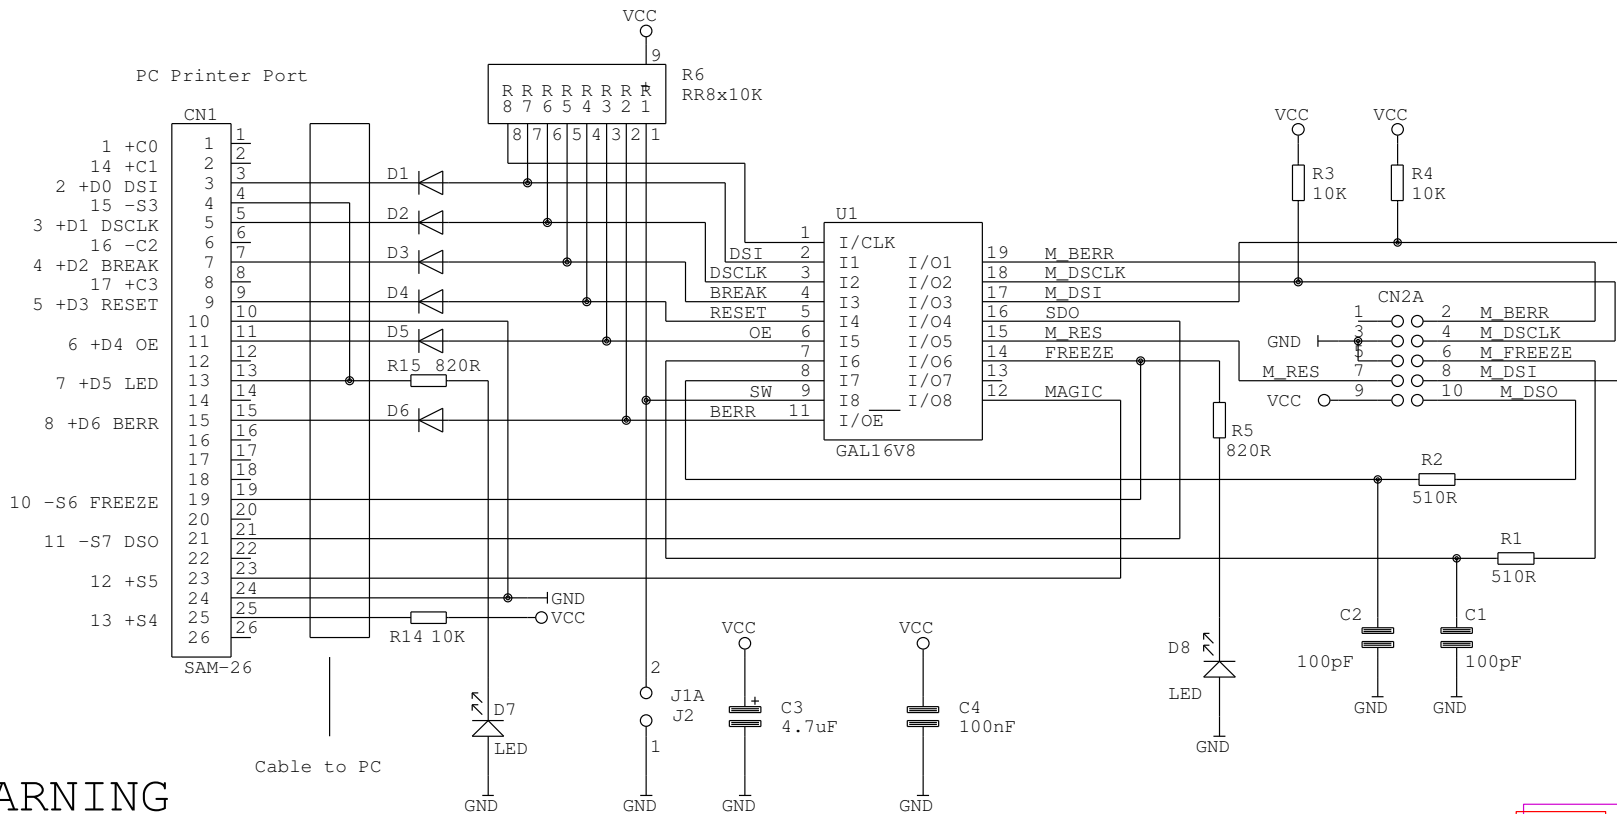 VCC
9
PC Printer Port
R6
RR8x10K
R R R R R R R R
8 7 6 5 4 3 2 1
8 7 6 5 4 3 2 1
CN1
1 +C0
14 +C1
2 +D0 DSI
15 -S3
3 +D1 DSCLK
16 -C2
4 +D2 BREAK
17 +C3
5 +D3 RESET
6 +D4 OE
7 +D5 LED
8 +D6 BERR
10 -S6 FREEZE
11 -S7 DSO
12 +S5
13 +S4
1 1
2 2
3 3
4 4
5 5
6 6
7 7
8 8
9 9
10 10
11 11
12 12
13 13
14 14
15 15
16 16
17 17
18 18
19 19
20 20
21 21
22 22
23 23
24 24
25 25
26 26
SAM-26
D1
D2
D3
D4
D5
R15 820R
D6
GND
VCC
R14 10K
Cable to PC
D7
LED
GND
2
J1A
J2
1
GND
VCC
+
C3
4.7uF
GND
VCC
C4
100nF
GND
U1
1 I/CLK
DSI 2 I1 I/O1 19 M_BERR
DSCLK 3 I2 I/O2 18 M_DSCLK
BREAK 4 I3 I/O3 17 M_DSI
RESET 5 I4 I/O4 16 SDO
OE 6 I5 I/O5 15 M_RES
7 I6 I/O6 14 FREEZE
8 I7 I/O7 13
SW 9 I8 I/O8 12 MAGIC
BERR 11 I/OE
GAL16V8
VCC
R3
10K
VCC
R4
10K
CN2A
1 2 M_BERR
GND 3 4 M_DSCLK
5 6 M_FREEZE
M_RES 7 8 M_DSI
VCC 9 10 M_DSO
R5
820R
R2
510R
R1
510R
D8
LED
GND
C2
100pF
GND
C1
100pF
GND
ARNING